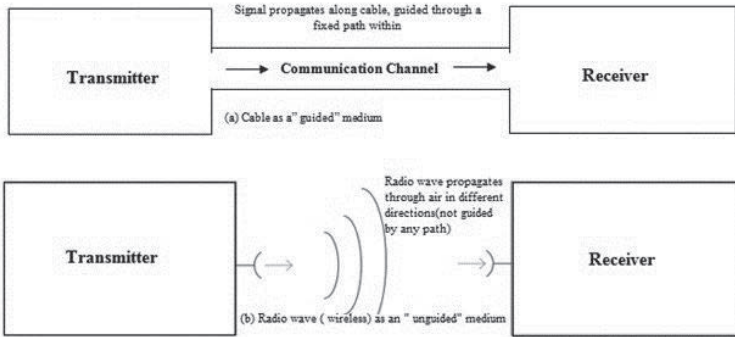 Signal propagates along cable, guided through a
fixed path within
Transmitter
Communication Channel
Receiver
(a) Cable as a" guided" medium
Radio wave propagates
through air in different
directions(not guided
by any path)
Transmitter
Receiver
(b) Radio wave ( wireless) as an " unguided" medium